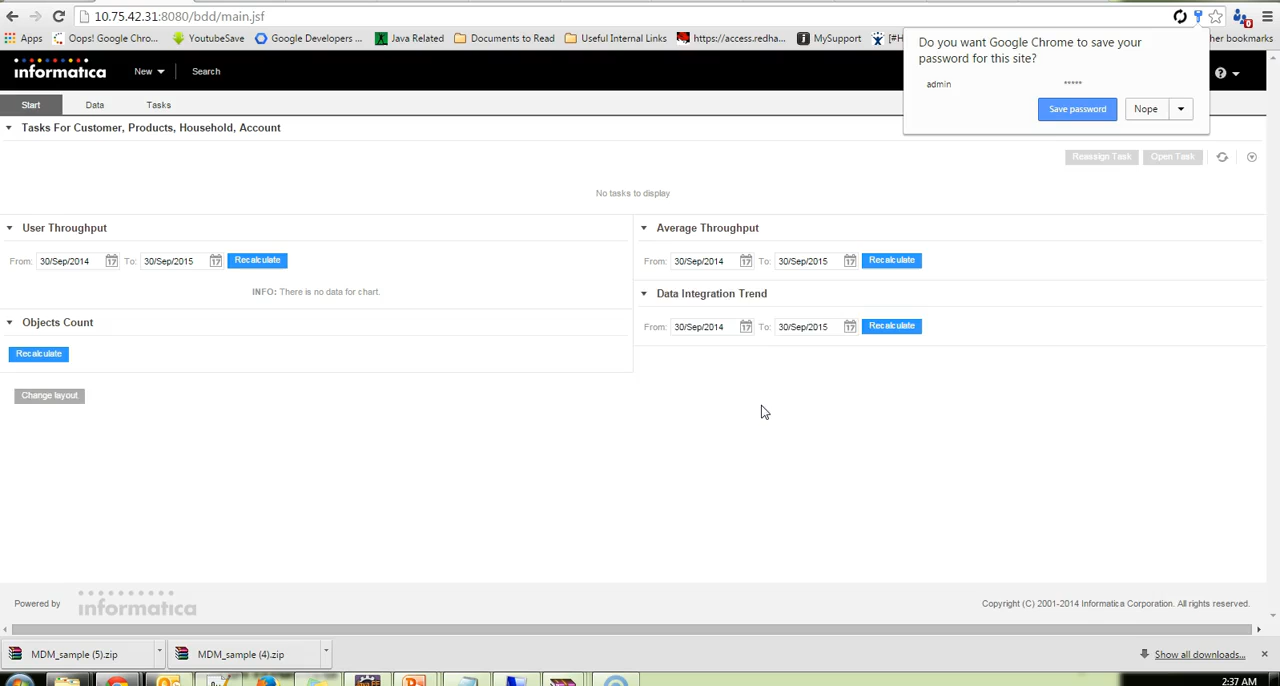 10.75.42.31:8080/bdd/main.jsf
Apps Oops! Google Chro... YoutubeSave Google Developers ... Java Related Documents to Read Useful Internal Links https://access.redha... MySupport [#H her bookmarks
Do you want Google Chrome to save your
password for this site?
admin *****
Save password Nope
informatica New Search
Start Data Tasks
Tasks For Customer, Products, Household, Account
Reassign Task Open Task
No tasks to display
User Throughput
From: 30/Sep/2014 17 To: 30/Sep/2015 17 Recalculate
INFO: There is no data for chart.
Objects Count
Recalculate
Change layout
Average Throughput
From: 30/Sep/2014 17 To: 30/Sep/2015 17 Recalculate
Data Integration Trend
From: 30/Sep/2014 17 To: 30/Sep/2015 17 Recalculate
Powered by informatica
Copyright (C) 2001-2014 Informatica Corporation. All rights reserved.
MDM_sample (5).zip MDM_sample (4).zip Show all downloads...
2:37 AM